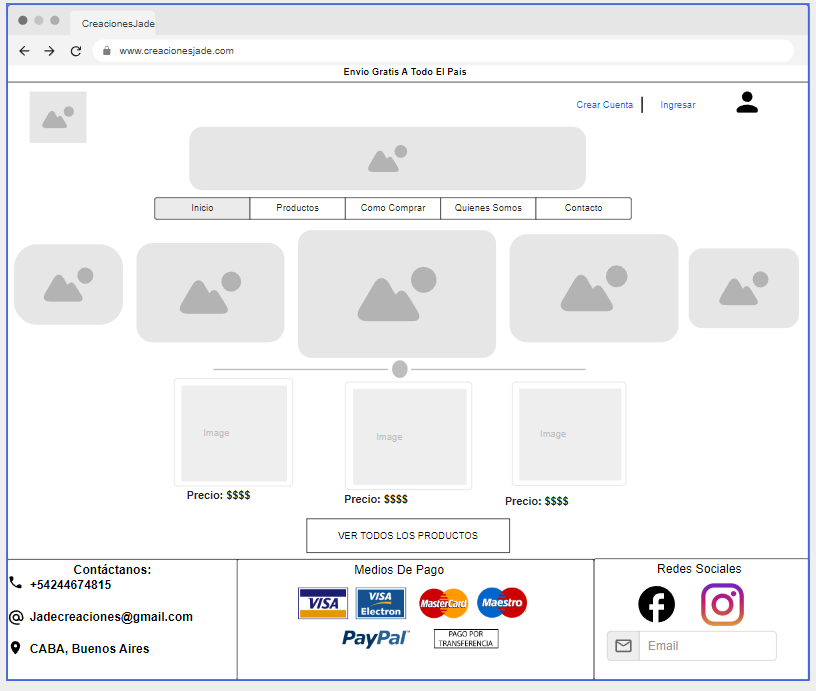 CreacionesJade
www.creacionesjade.com
Envio Gratis A Todo El Pais
Crear Cuenta
Ingresar
Inicio
Productos
Como Comprar
Quienes Somos
Contacto
Image
Image
Image
Precio: $$$$
Precio: $$$$
Precio: $$$$
VER TODOS LOS PRODUCTOS
Contáctanos:
+54244674815
Jadecreaciones@gmail.com
CABA, Buenos Aires
Medios De Pago
VISA
VISA
Electron
MasterCard
Maestro
PayPal
PAGO POR
TRANSFERENCIA
Redes Sociales
Email